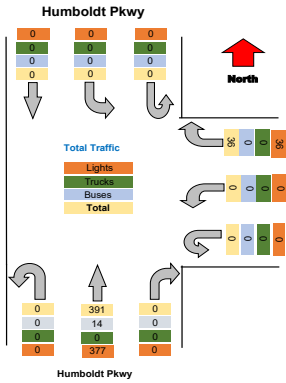 Humboldt Pkwy
0 0 0
0 0 0
0 0 0
0 0 0
North
Total Traffic
Lights
Trucks
Buses
Total
36 0 0 36
0 0 0 0
0 0 0 0
0 391 0
0 14 0
0 0 0
0 377 0
Humboldt Pkwy